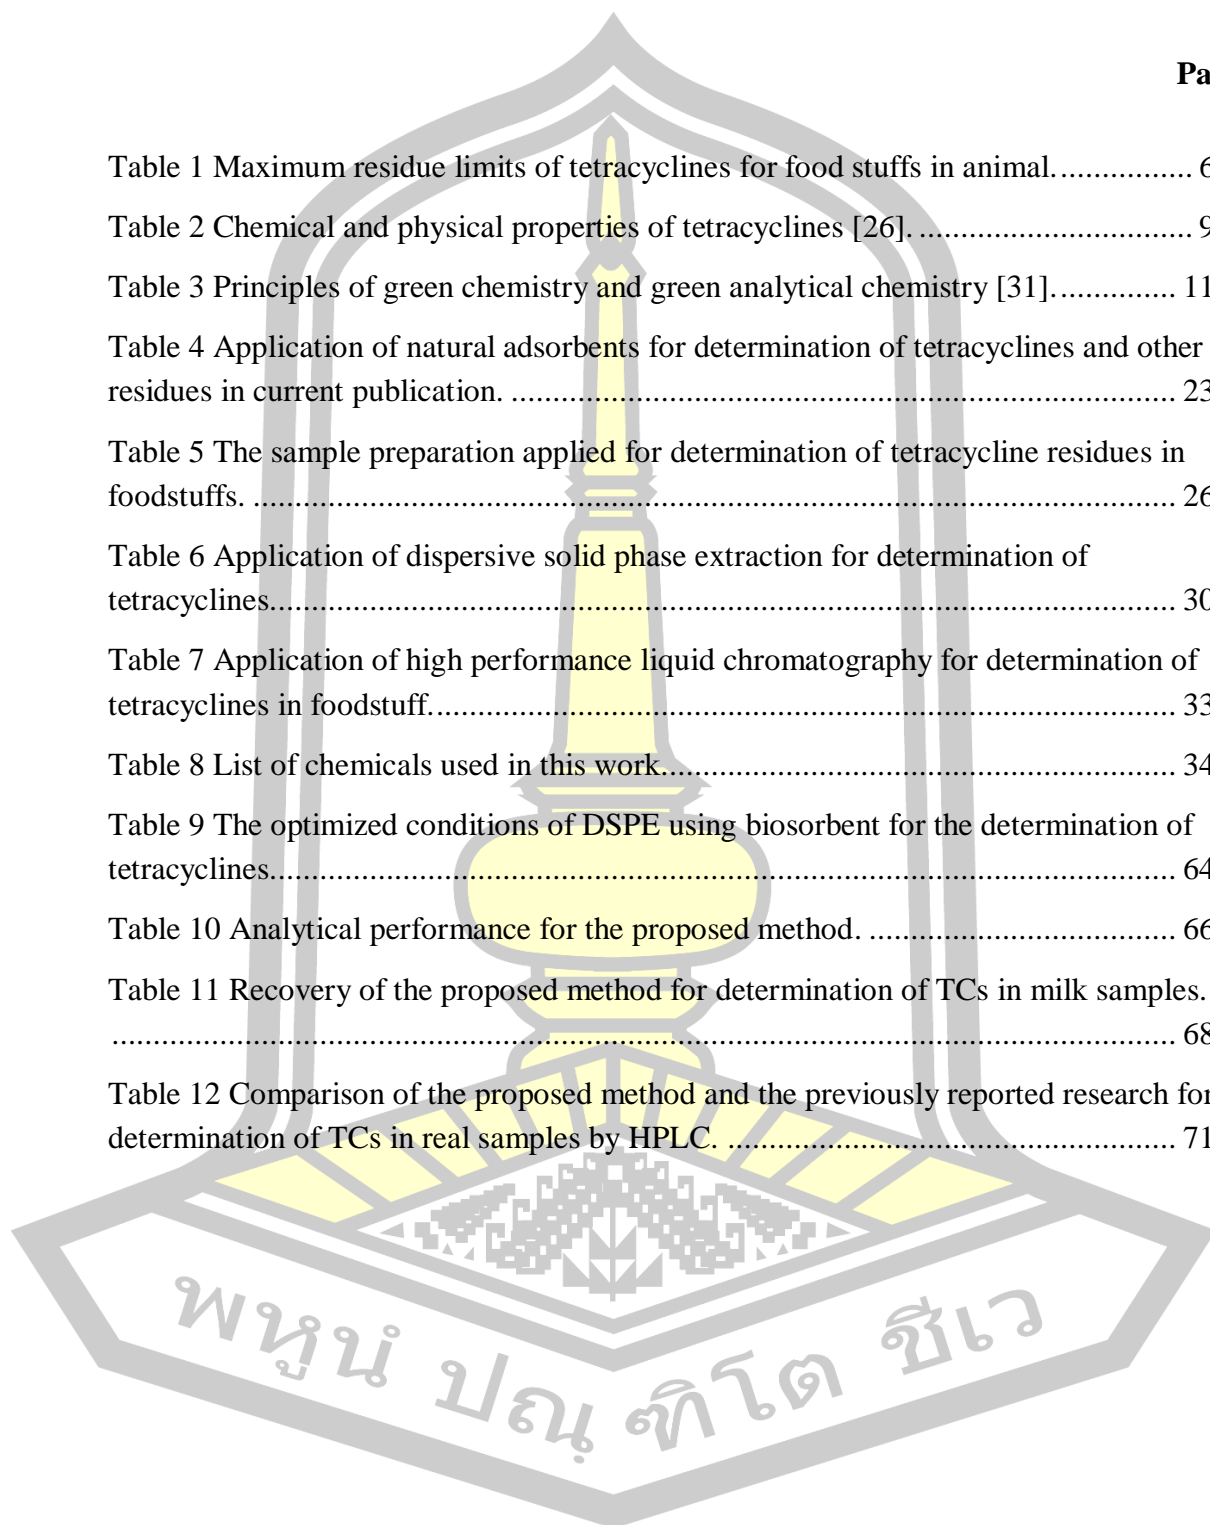 Pa
Table 1 Maximum residue limits of tetracyclines for food stuffs in animal. ................ 6
Table 2 Chemical and physical properties of tetracyclines [26]. ................................. 9
Table 3 Principles of green chemistry and green analytical chemistry [31]. .............. 11
Table 4 Application of natural adsorbents for determination of tetracyclines and other
residues in current publication. ................................................................................ 23
Table 5 The sample preparation applied for determination of tetracycline residues in
foodstuffs. ................................................................................................................ 26
Table 6 Application of dispersive solid phase extraction for determination of
tetracyclines.............................................................................................................. 30
Table 7 Application of high performance liquid chromatography for determination of
tetracyclines in foodstuff.......................................................................................... 33
Table 8 List of chemicals used in this work.............................................................. 34
Table 9 The optimized conditions of DSPE using biosorbent for the determination of
tetracyclines.............................................................................................................. 64
Table 10 Analytical performance for the proposed method. ..................................... 66
Table 11 Recovery of the proposed method for determination of TCs in milk samples.
................................................................................................................................. 68
Table 12 Comparison of the proposed method and the previously reported research for
determination of TCs in real samples by HPLC. ...................................................... 71
พหูนํ ปณฺฑิโต ชีเว